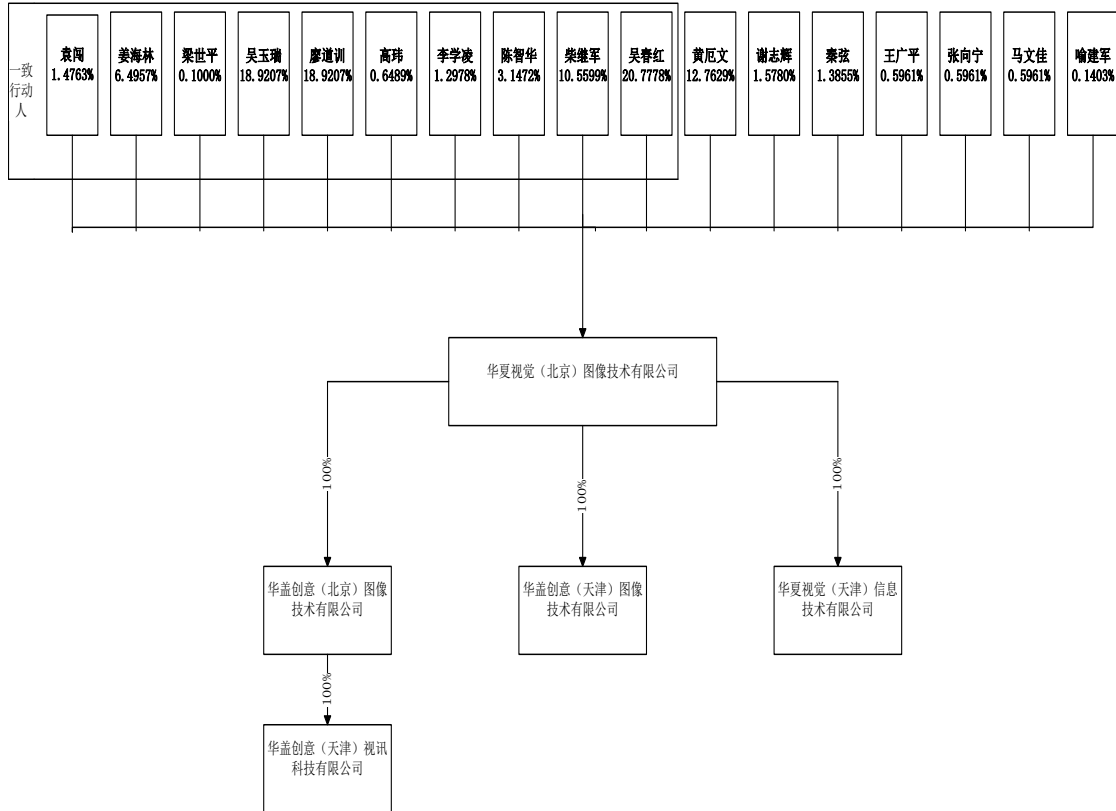 一致
行动
人
袁闯
1.4763%
姜海林
6.4957%
梁世平
0.1000%
吴玉瑞
18.9207%
廖道训
18.9207%
高玮
0.6489%
李学凌
1.2978%
陈智华
3.1472%
柴继军
10.5599%
吴春红
20.7778%
黄厄文
12.7629%
谢志辉
1.5780%
秦弦
1.3855%
王广平
0.5961%
张向宁
0.5961%
马文佳
0.5961%
喻建军
0.1403%
华夏视觉（北京）图像技术有限公司
100%
100%
100%
华盖创意（北京）图像
技术有限公司
华盖创意（天津）图像
技术有限公司
华夏视觉（天津）信息
技术有限公司
100%
华盖创意（天津）视讯
科技有限公司